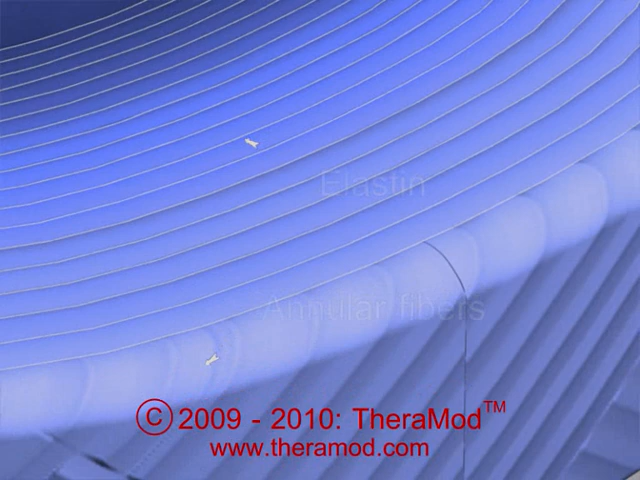 Elastin
Annular fibers
© 2009 - 2010: TheraMod™
www.theramod.com